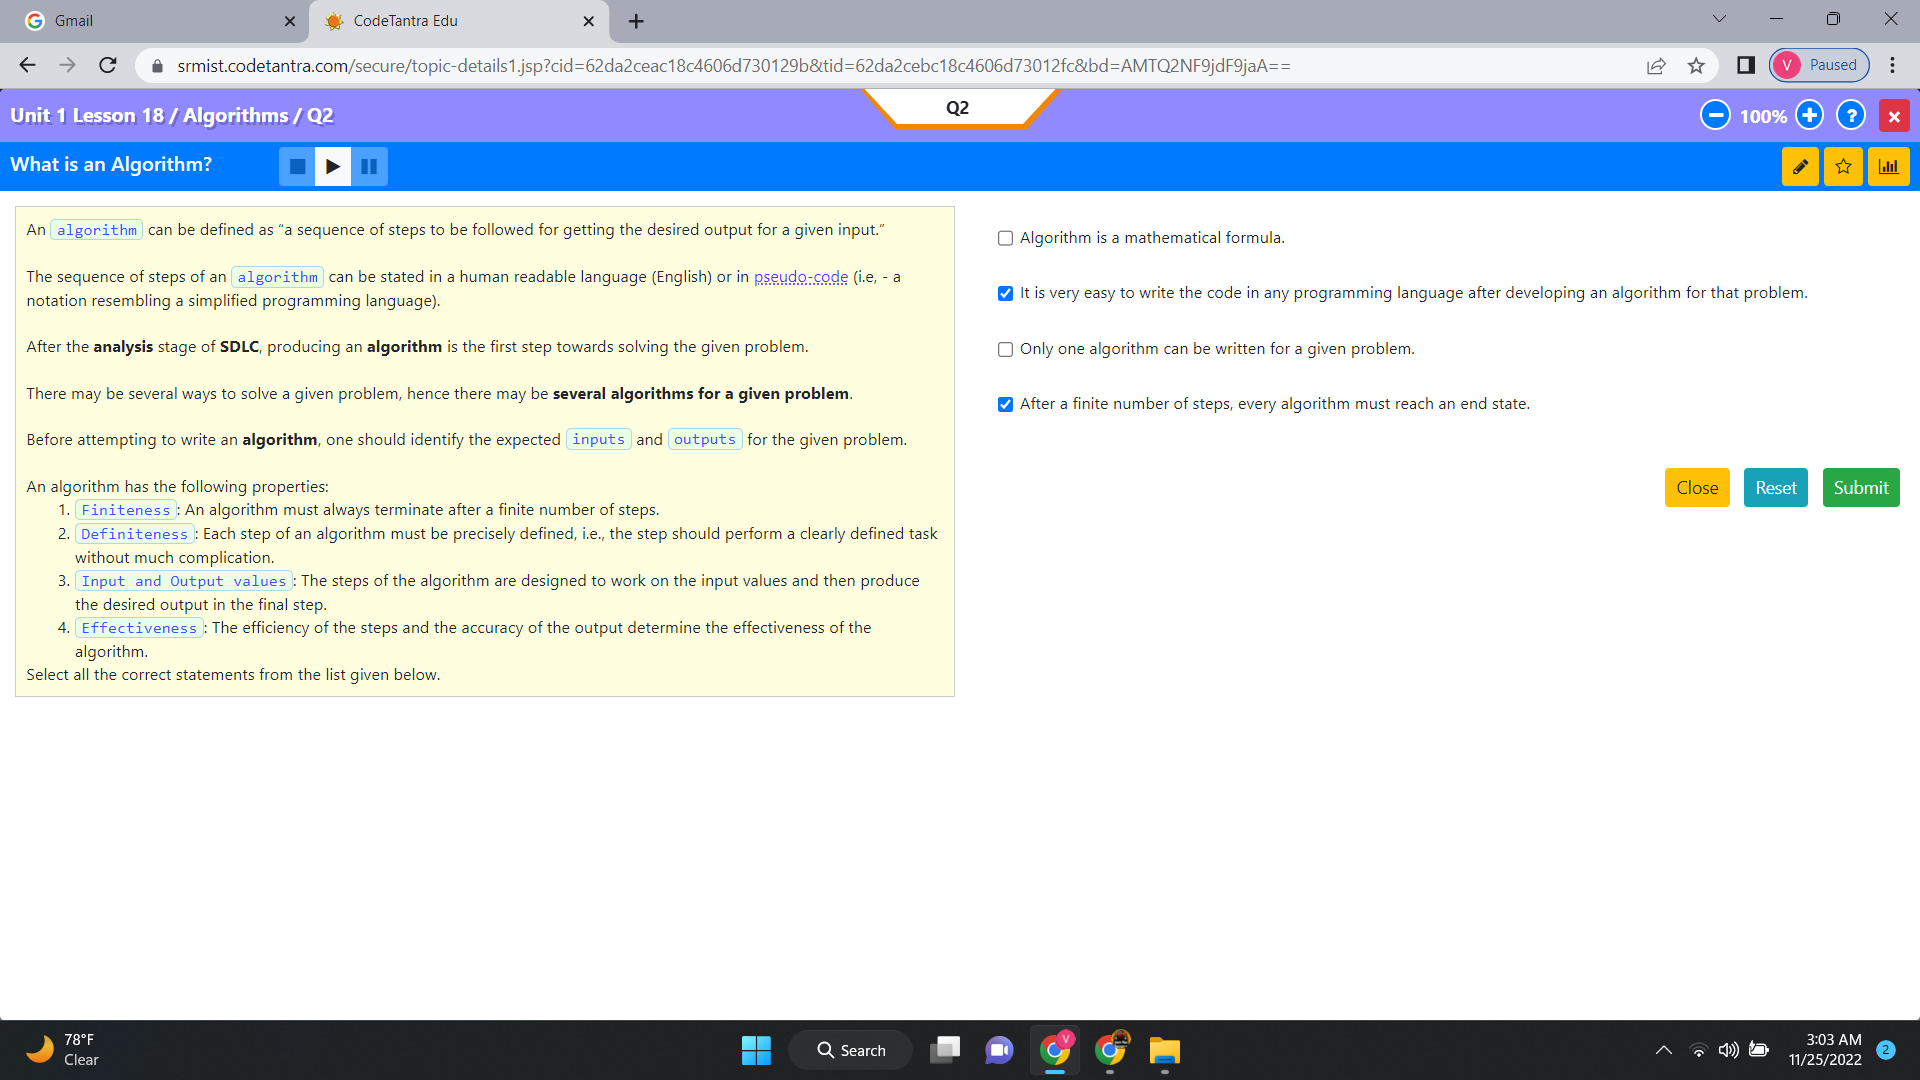 Gmail
CodeTantra Edu
srmist.codetantra.com/secure/topic-details1.jsp?cid=62da2ceac18c4606d730129b&tid=62da2cebc18c4606d73012fc&bd=AMTQ2NF9jdF9jaA==
V Paused
Unit 1 Lesson 18 / Algorithms / Q2
Q2
100%
What is an Algorithm?
An algorithm can be defined as “a sequence of steps to be followed for getting the desired output for a given input.”
The sequence of steps of an algorithm can be stated in a human readable language (English) or in pseudo-code (i.e, - a
notation resembling a simplified programming language).
After the analysis stage of SDLC, producing an algorithm is the first step towards solving the given problem.
There may be several ways to solve a given problem, hence there may be several algorithms for a given problem.
Before attempting to write an algorithm, one should identify the expected inputs and outputs for the given problem.
An algorithm has the following properties:
1. Finiteness: An algorithm must always terminate after a finite number of steps.
2. Definiteness: Each step of an algorithm must be precisely defined, i.e., the step should perform a clearly defined task
without much complication.
3. Input and Output values: The steps of the algorithm are designed to work on the input values and then produce
the desired output in the final step.
4. Effectiveness: The efficiency of the steps and the accuracy of the output determine the effectiveness of the
algorithm.
Select all the correct statements from the list given below.
Algorithm is a mathematical formula.
It is very easy to write the code in any programming language after developing an algorithm for that problem.
Only one algorithm can be written for a given problem.
After a finite number of steps, every algorithm must reach an end state.
Close Reset Submit
78°F
Clear
Search
V
3:03 AM
11/25/2022
2